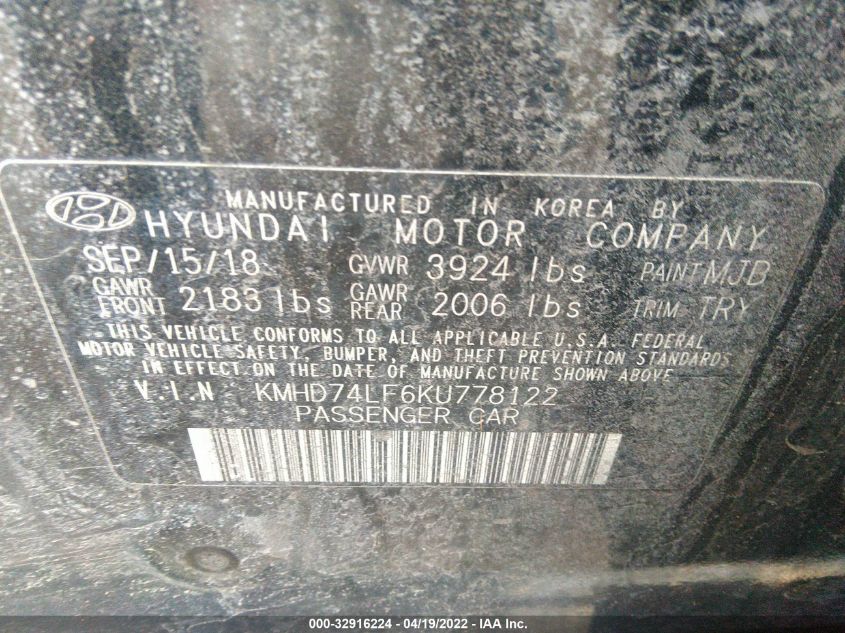 MANUFACTURED IN KOREA BY
HYUNDAI MOTOR COMPANY
SEP/15/18 GVWR 3924 lbs PAINT MJB
GAWR FRONT 2183 lbs GAWR REAR 2006 lbs TRIM TRY
THIS VEHICLE CONFORMS TO ALL APPLICABLE U.S.A. FEDERAL
MOTOR VEHICLE SAFETY, BUMPER, AND THEFT PREVENTION STANDARDS
IN EFFECT ON THE DATE OF MANUFACTURE SHOWN ABOVE
V.I.N KMHD74LF6KU778122
PASSENGER CAR
000-32916224 - 04/19/2022 - IAA Inc.